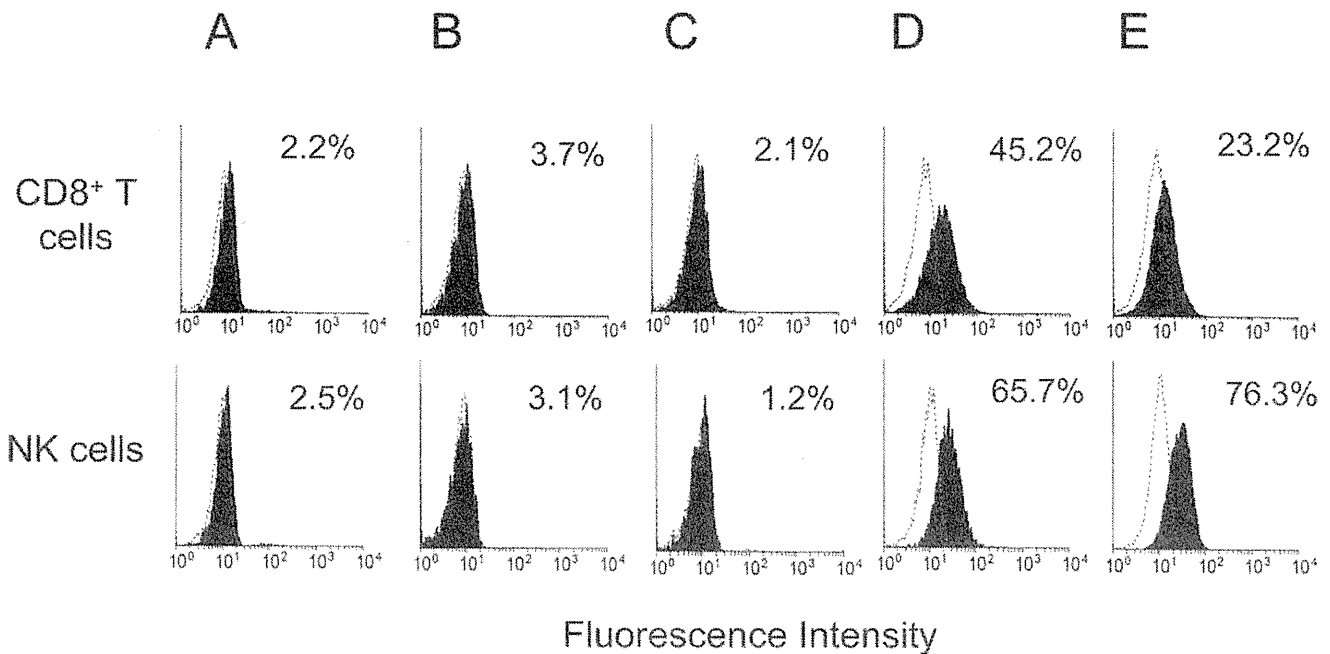 A B C D E
CD8⁺ T cells
2.2% 3.7% 2.1% 45.2% 23.2%
10⁰ 10¹ 10² 10³ 10⁴ 10⁰ 10¹ 10² 10³ 10⁴ 10⁰ 10¹ 10² 10³ 10⁴ 10⁰ 10¹ 10² 10³ 10⁴ 10⁰ 10¹ 10² 10³ 10⁴
NK cells
2.5% 3.1% 1.2% 65.7% 76.3%
10⁰ 10¹ 10² 10³ 10⁴ 10⁰ 10¹ 10² 10³ 10⁴ 10⁰ 10¹ 10² 10³ 10⁴ 10⁰ 10¹ 10² 10³ 10⁴ 10⁰ 10¹ 10² 10³ 10⁴
Fluorescence Intensity